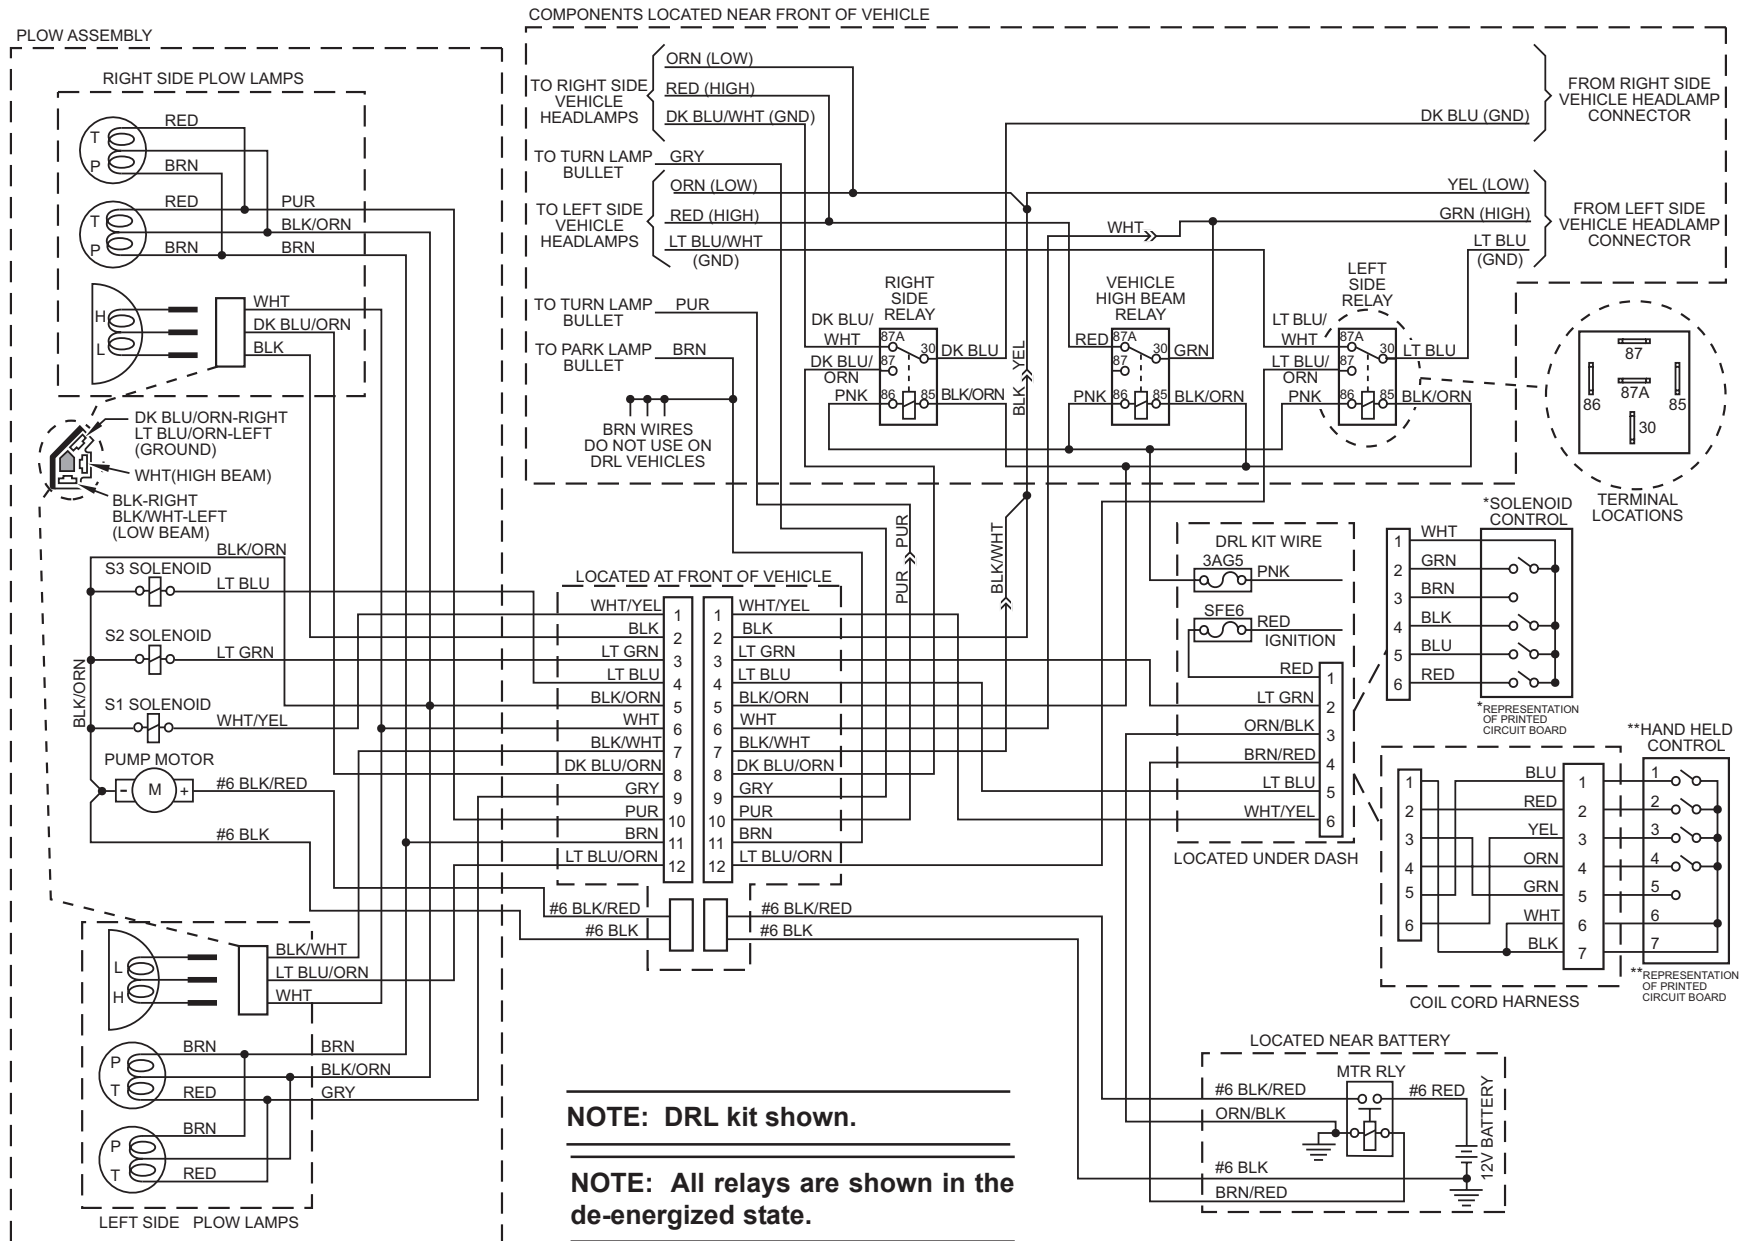 COMPONENTS LOCATED NEAR FRONT OF VEHICLE
PLOW ASSEMBLY
RIGHT SIDE PLOW LAMPS
T
P
RED
BRN
T
P
RED
PUR
BLK/ORN
BRN
BRN
H
L
WHT
DK BLU/ORN
BLK
DK BLU/ORN-RIGHT
LT BLU/ORN-LEFT
(GROUND)
WHT(HIGH BEAM)
BLK-RIGHT
BLK/WHT-LEFT
(LOW BEAM)
BLK/ORN
S3 SOLENOID
LT BLU
S2 SOLENOID
LT GRN
BLK/ORN
S1 SOLENOID
WHT/YEL
PUMP MOTOR
- M +
#6 BLK/RED
#6 BLK
L
H
BLK/WHT
LT BLU/ORN
WHT
P
T
BRN
BRN
BLK/ORN
RED
GRY
P
T
BRN
RED
LEFT SIDE PLOW LAMPS
TO RIGHT SIDE
VEHICLE
HEADLAMPS
ORN (LOW)
RED (HIGH)
DK BLU/WHT (GND)
TO TURN LAMP
BULLET
GRY
TO LEFT SIDE
VEHICLE
HEADLAMPS
ORN (LOW)
RED (HIGH)
LT BLU/WHT
(GND)
TO TURN LAMP
BULLET
PUR
TO PARK LAMP
BULLET
BRN
BRN WIRES
DO NOT USE ON
DRL VEHICLES
DK BLU (GND)
FROM RIGHT SIDE
VEHICLE HEADLAMP
CONNECTOR
YEL (LOW)
GRN (HIGH)
LT BLU
(GND)
FROM LEFT SIDE
VEHICLE HEADLAMP
CONNECTOR
WHT
RIGHT
SIDE
RELAY
DK BLU/
WHT
DK BLU/
ORN
PNK
87A
87
30
86
85
DK BLU
BLK/ORN
YEL
BLK
VEHICLE
HIGH BEAM
RELAY
RED
PNK
87A
87
30
86
85
GRN
BLK/ORN
LEFT
SIDE
RELAY
LT BLU/
WHT
LT BLU/
ORN
PNK
87A
87
30
86
85
LT BLU
BLK/ORN
87
87A
86
85
30
TERMINAL
LOCATIONS
PUR
PUR
BLK/WHT
LOCATED AT FRONT OF VEHICLE
WHT/YEL 1 1 WHT/YEL
BLK 2 2 BLK
LT GRN 3 3 LT GRN
LT BLU 4 4 LT BLU
BLK/ORN 5 5 BLK/ORN
WHT 6 6 WHT
BLK/WHT 7 7 BLK/WHT
DK BLU/ORN 8 8 DK BLU/ORN
GRY 9 9 GRY
PUR 10 10 PUR
BRN 11 11 BRN
LT BLU/ORN 12 12 LT BLU/ORN
#6 BLK/RED #6 BLK/RED
#6 BLK #6 BLK
DRL KIT WIRE
3AG5
PNK
SFE6
RED
IGNITION
RED 1
LT GRN 2
ORN/BLK 3
BRN/RED 4
LT BLU 5
WHT/YEL 6
LOCATED UNDER DASH
*SOLENOID
CONTROL
1 WHT
2 GRN
3 BRN
4 BLK
5 BLU
6 RED
*REPRESENTATION
OF PRINTED
CIRCUIT BOARD
**HAND HELD
CONTROL
1 BLU 1 1
2 RED 2 2
3 YEL 3 3
4 ORN 4 4
5 GRN 5 5
6 WHT 6 6
BLK 7 7
COIL CORD HARNESS
**REPRESENTATION
OF PRINTED
CIRCUIT BOARD
LOCATED NEAR BATTERY
MTR RLY
#6 BLK/RED
#6 RED
ORN/BLK
12V BATTERY
#6 BLK
BRN/RED
NOTE: DRL kit shown.
NOTE: All relays are shown in the
de-energized state.